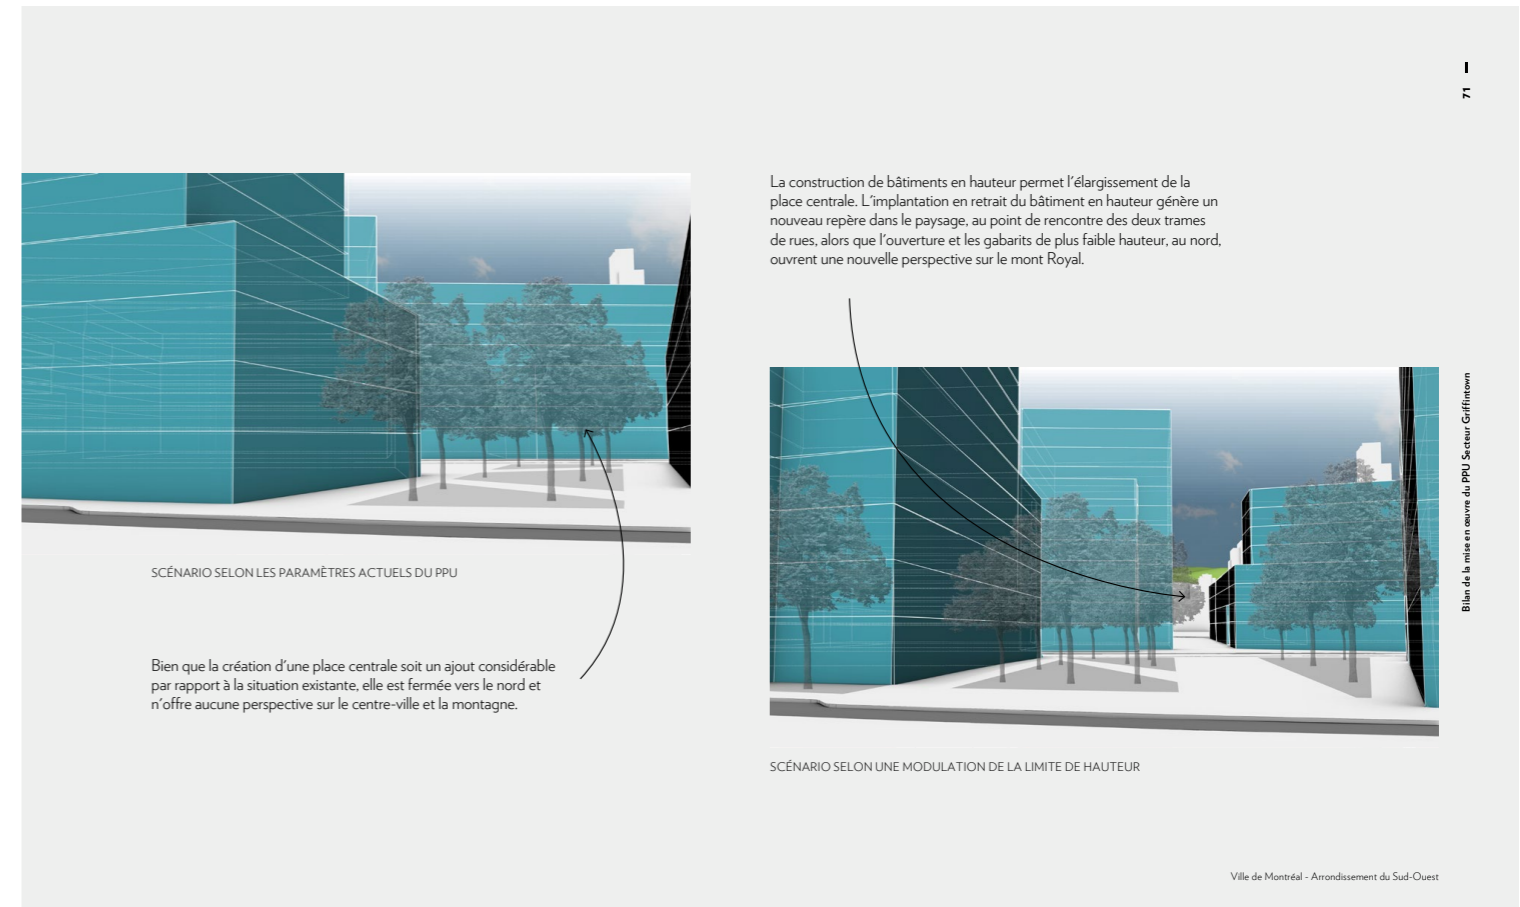 71
SCÉNARIO SELON LES PARAMÈTRES ACTUELS DU PPU
Bien que la création d'une place centrale soit un ajout considérable
par rapport à la situation existante, elle est fermée vers le nord et
n'offre aucune perspective sur le centre-ville et la montagne.
La construction de bâtiments en hauteur permet l'élargissement de la
place centrale. L'implantation en retrait du bâtiment en hauteur génère un
nouveau repère dans le paysage, au point de rencontre des deux trames
de rues, alors que l'ouverture et les gabarits de plus faible hauteur, au nord,
ouvrent une nouvelle perspective sur le mont Royal.
SCÉNARIO SELON UNE MODULATION DE LA LIMITE DE HAUTEUR
Bilan de la mise en œuvre du PPU Secteur Griffintown
Ville de Montréal - Arrondissement du Sud-Ouest